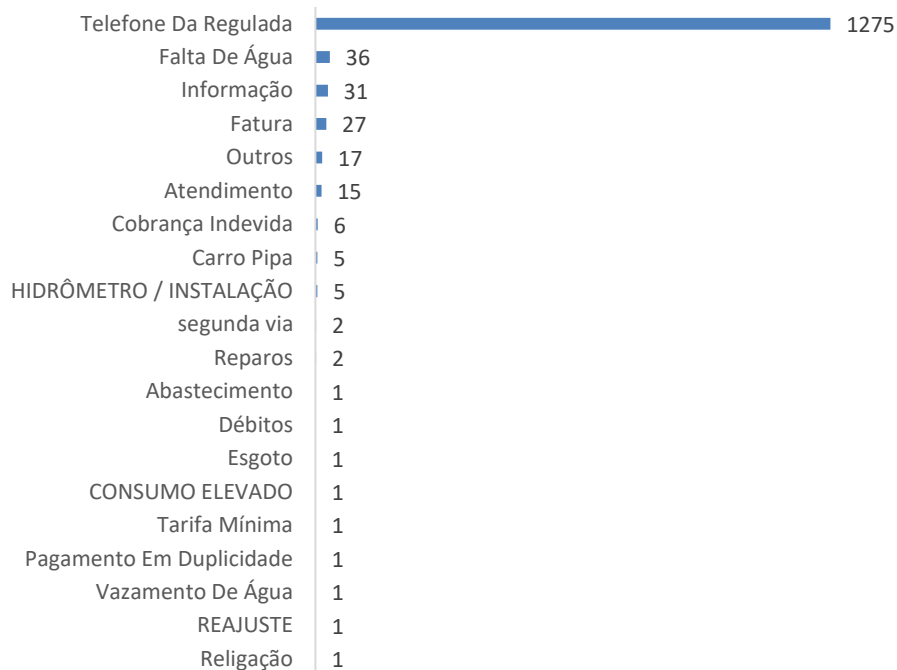 Telefone Da Regulada 1275
Falta De Água 36
Informação 31
Fatura 27
Outros 17
Atendimento 15
Cobrança Indevida 6
Carro Pipa 5
HIDRÔMETRO / INSTALAÇÃO 5
segunda via 2
Reparos 2
Abastecimento 1
Débitos 1
Esgoto 1
CONSUMO ELEVADO 1
Tarifa Mínima 1
Pagamento Em Duplicidade 1
Vazamento De Água 1
REAJUSTE 1
Religação 1